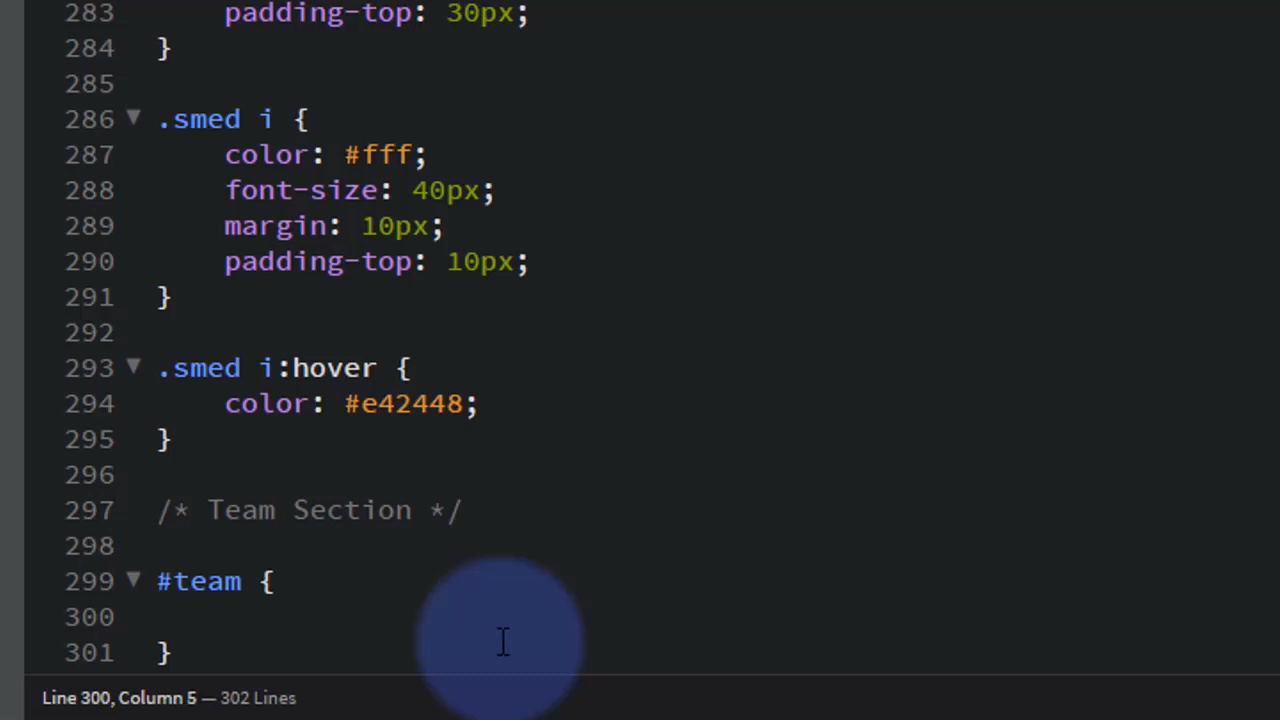 283 padding-top: 30px;
284 }
285
286 .smed i {
287 color: #fff;
288 font-size: 40px;
289 margin: 10px;
290 padding-top: 10px;
291 }
292
293 .smed i:hover {
294 color: #e42448;
295 }
296
297 /* Team Section */
298
299 #team {
300
301 }
Line 300, Column 5 — 302 Lines